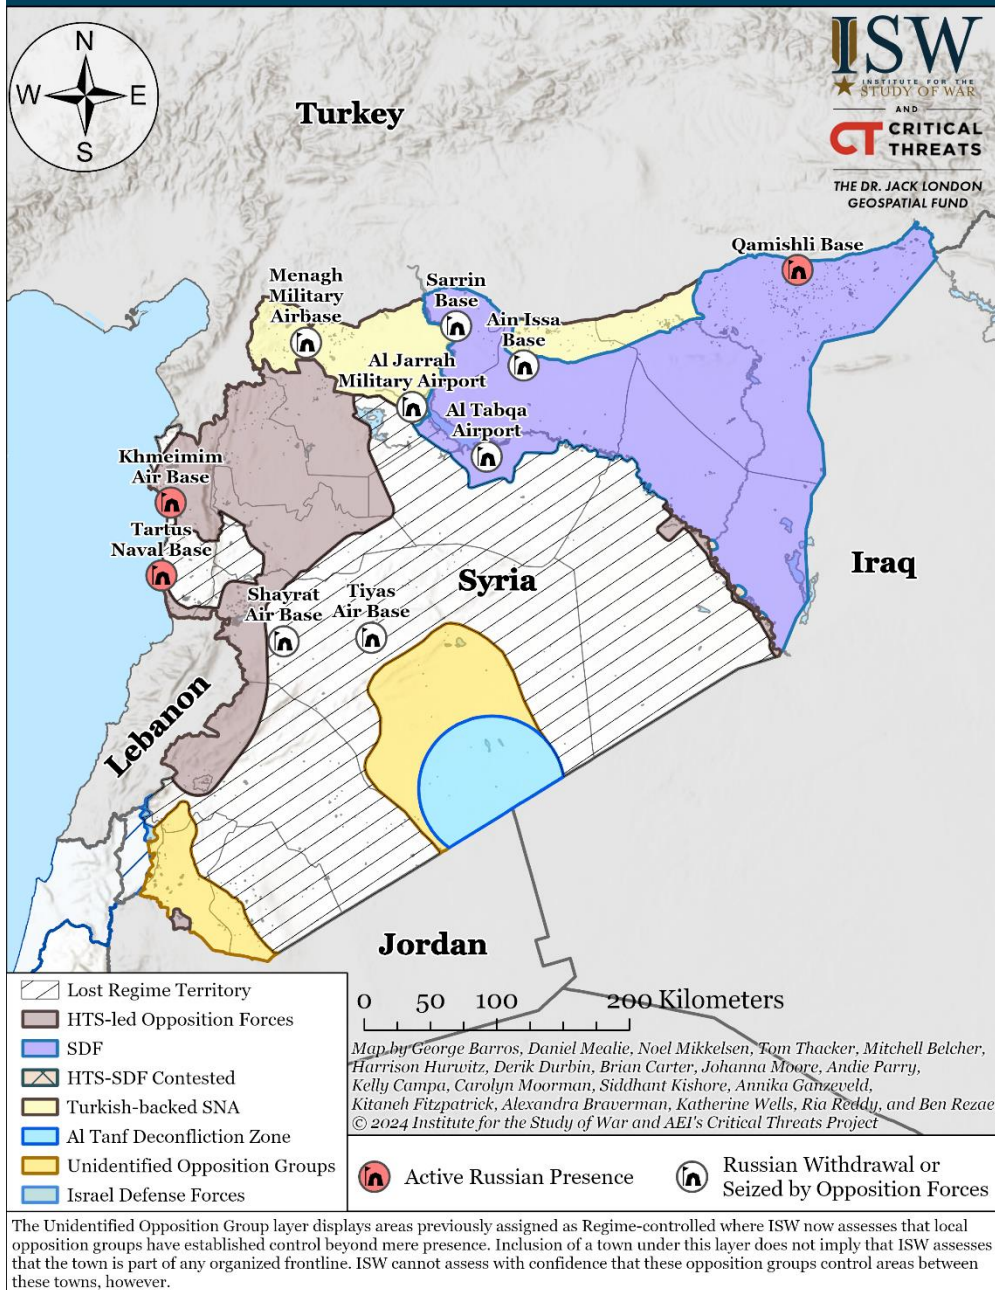 N
W
E
S
ISW
INSTITUTE FOR THE
STUDY OF WAR
AND
CT CRITICAL
THREATS
THE DR. JACK LONDON
GEOSPATIAL FUND
Turkey
Qamishli Base
Menagh
Military
Airbase
Sarrin
Base
Ain Issa
Base
Al Jarrah
Military Airport
Al Tabqa
Airport
Khmeimim
Air Base
Tartus
Naval Base
Iraq
Syria
Shayrat
Air Base
Tiyas
Air Base
Lebanon
Jordan
Lost Regime Territory
HTS-led Opposition Forces
SDF
HTS-SDF Contested
Turkish-backed SNA
Al Tanf Deconfliction Zone
Unidentified Opposition Groups
Israel Defense Forces
0 50 100 200 Kilometers
Map by George Barros, Daniel Mealie, Noel Mikkelsen, Tom Thacker, Mitchell Belcher,
Harrison Hurwitz, Derik Durbin, Brian Carter, Johanna Moore, Andie Parry,
Kelly Campa, Carolyn Moorman, Siddhant Kishore, Annika Ganzeveld,
Kitaneh Fitzpatrick, Alexandra Braverman, Katherine Wells, Ria Reddy, and Ben Rezaei
© 2024 Institute for the Study of War and AEI's Critical Threats Project
Active Russian Presence
Russian Withdrawal or
Seized by Opposition Forces
The Unidentified Opposition Group layer displays areas previously assigned as Regime-controlled where ISW now assesses that local
opposition groups have established control beyond mere presence. Inclusion of a town under this layer does not imply that ISW assesses
that the town is part of any organized frontline. ISW cannot assess with confidence that these opposition groups control areas between
these towns, however.